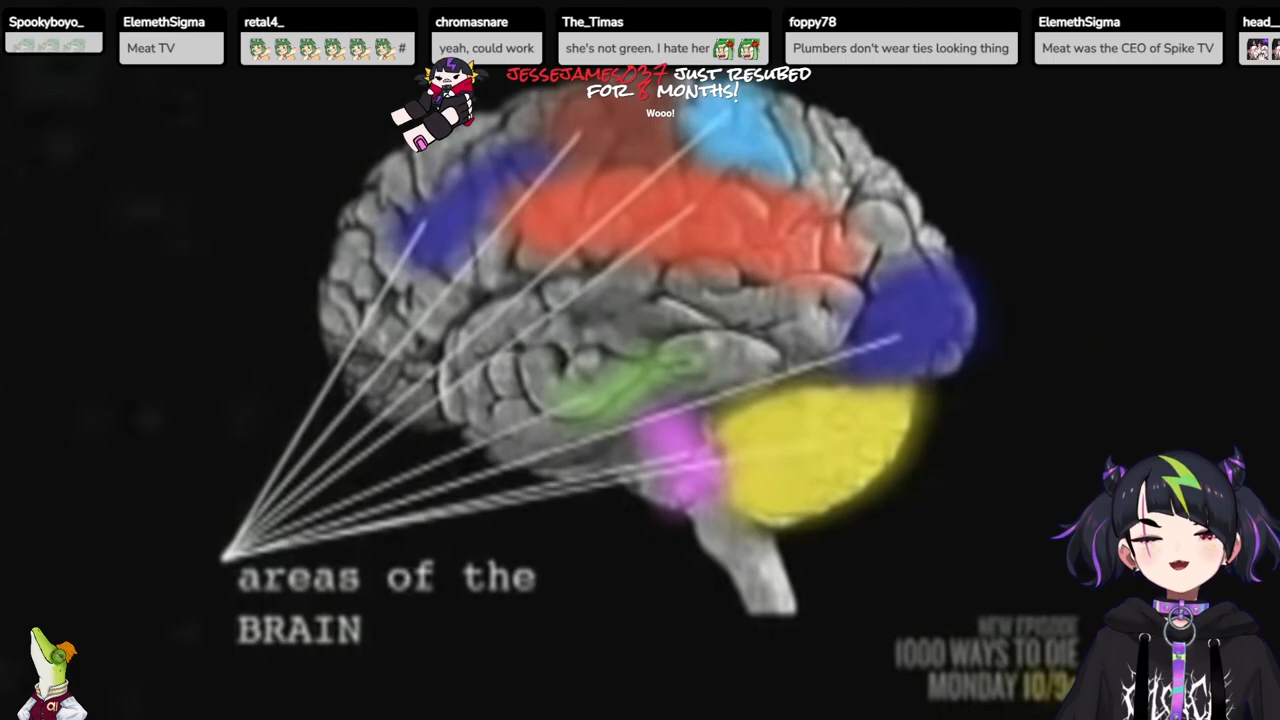 Spookyboyo_
ElemethSigma
retal4_
chromasnare
The_Timas
foppy78
ElemethSigma
head_
Meat TV
#
yeah, could work
she's not green. I hate her
Plumbers don't wear ties looking thing
Meat was the CEO of Spike TV
JESSEJAMES037 JUST RESUBED
FOR 8 MONTHS!
Wooo!
areas of the
BRAIN
NEW EPISODE
1000 WAYS TO DIE
MONDAY 10/9